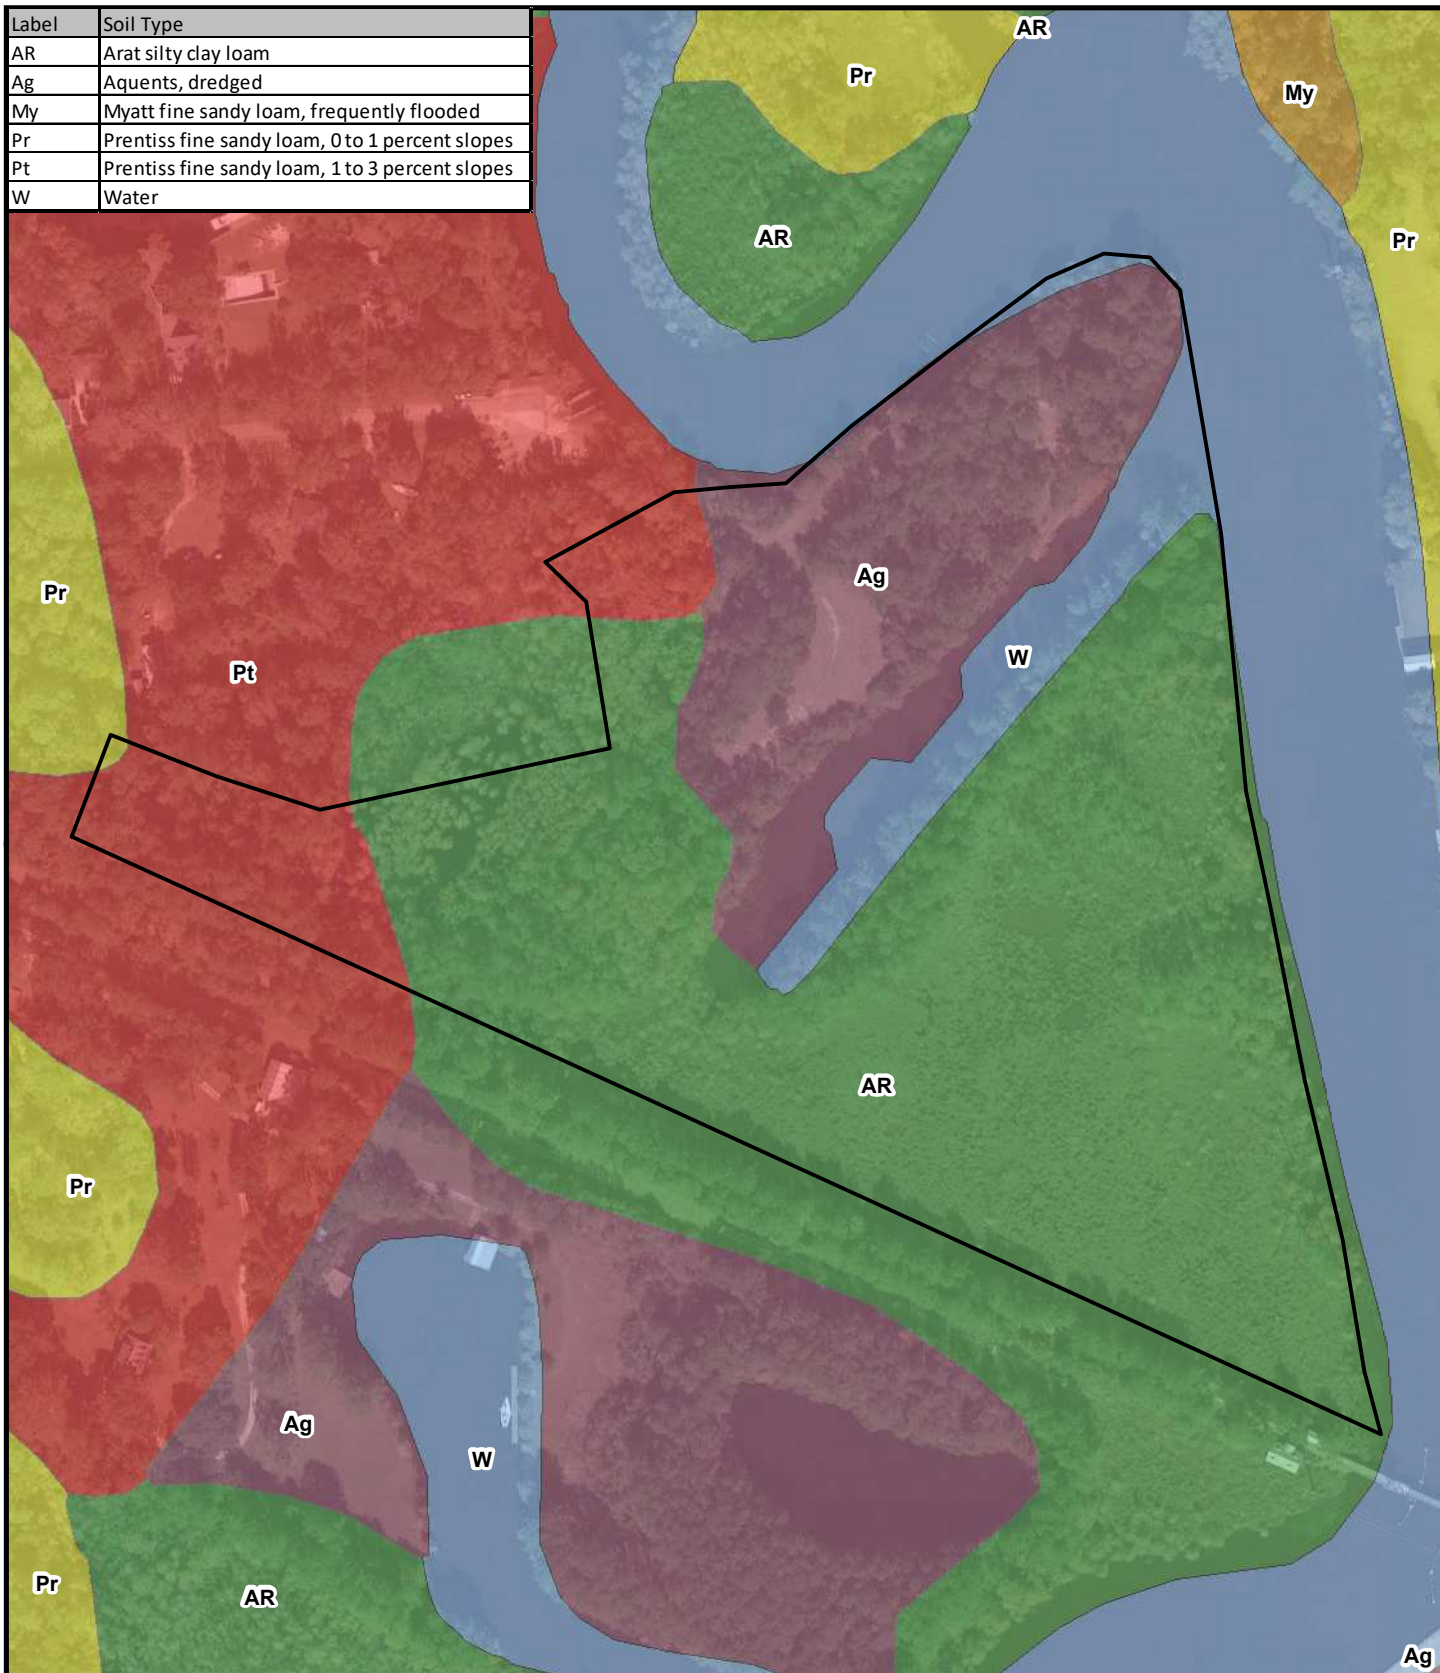 Label Soil Type
AR Arat silty clay loam
Ag Aquents, dredged
My Myatt fine sandy loam, frequently flooded
Pr Prentiss fine sandy loam, 0 to 1 percent slopes
Pt Prentiss fine sandy loam, 1 to 3 percent slopes
W Water
AR
Pr
My
AR
Pr
Ag
Pr
W
Pt
AR
Pr
Ag
W
Pr
AR
Ag